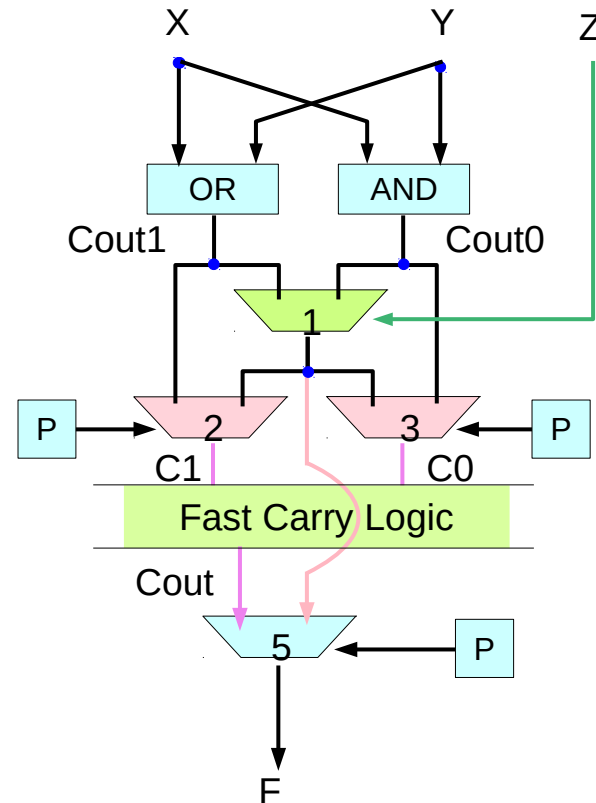 X Y Z
OR AND
Cout1 Cout0
1
P 2 3 P
C1 C0
Fast Carry Logic
Cout
5 P
F